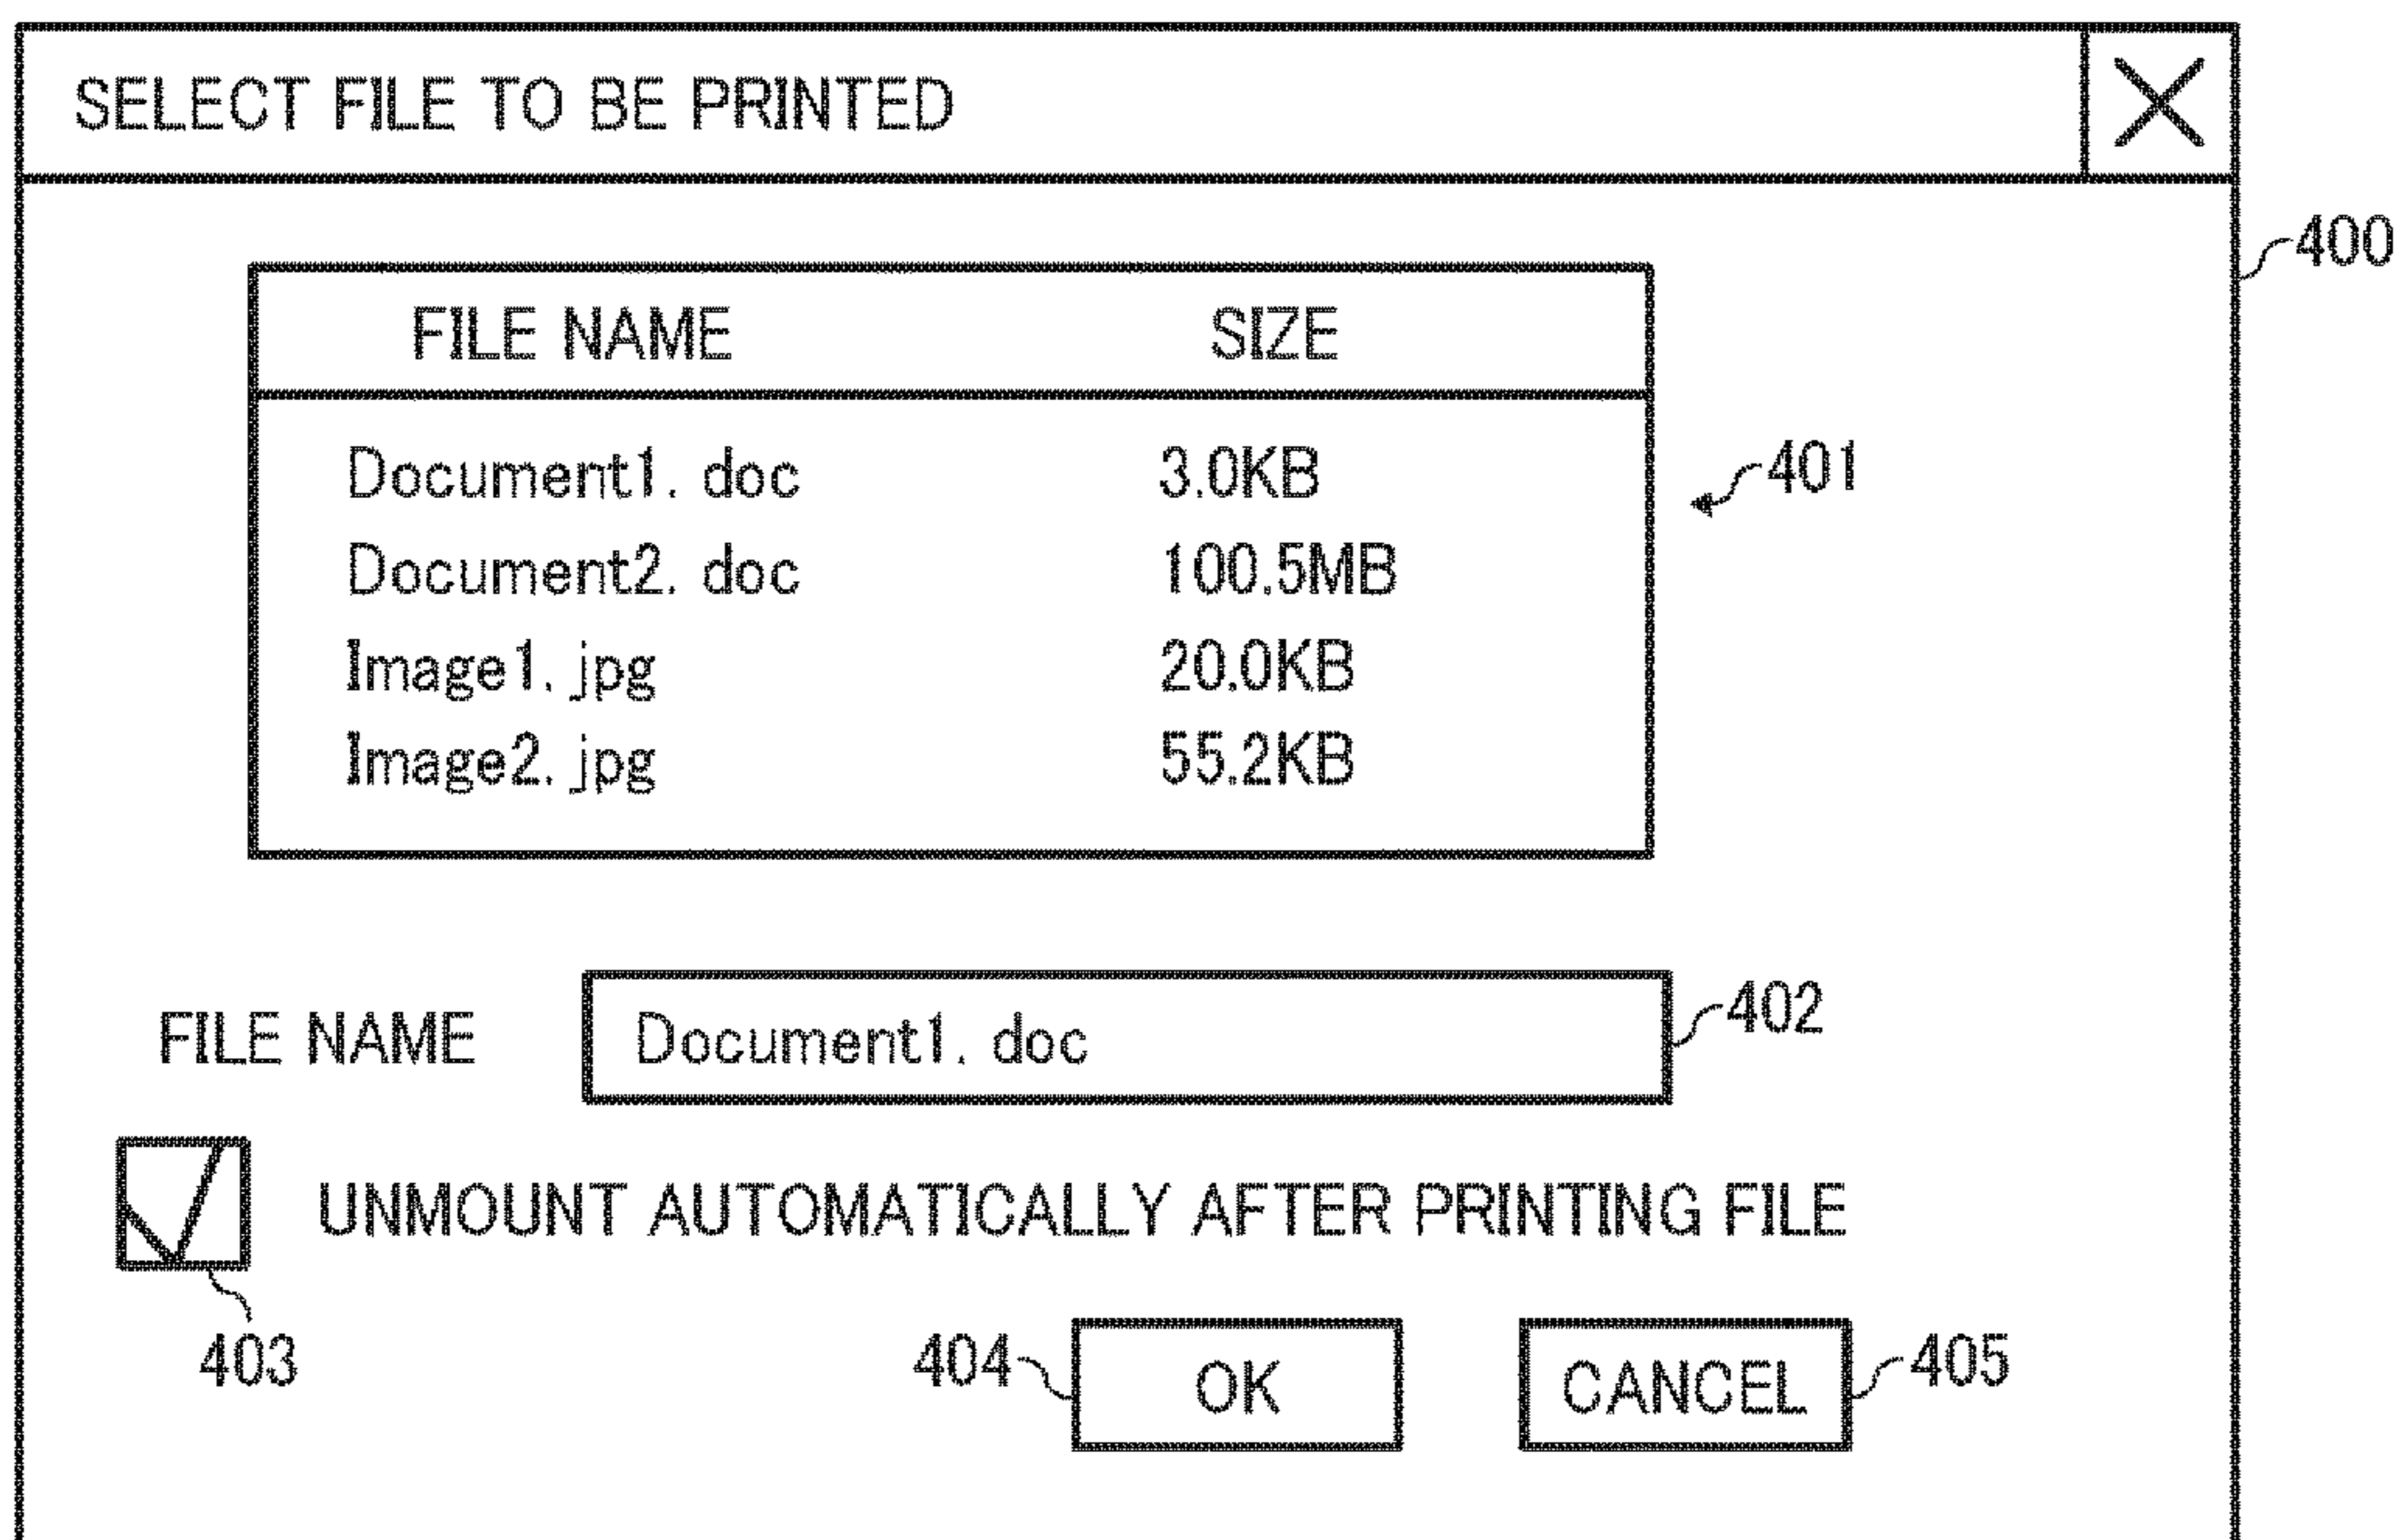 SELECT FILE TO BE PRINTED
400
FILE NAME SIZE
Document1. doc 3.0KB
401
Document2. doc 100.5MB
Image1. jpg 20.0KB
Image2. jpg 55.2KB
FILE NAME Document1. doc 402
UNMOUNT AUTOMATICALLY AFTER PRINTING FILE
403
404 OK CANCEL 405